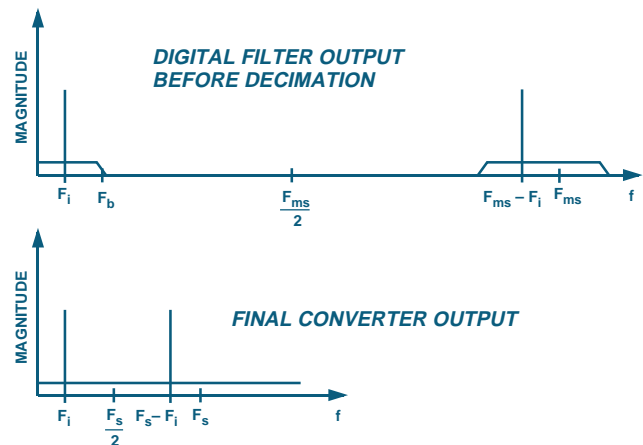 DIGITAL FILTER OUTPUT
BEFORE DECIMATION
MAGNITUDE
Fi
Fb
Fms
2
Fms – Fi
Fms
f
FINAL CONVERTER OUTPUT
MAGNITUDE
Fi
Fs
2
Fs – Fi
Fs
f